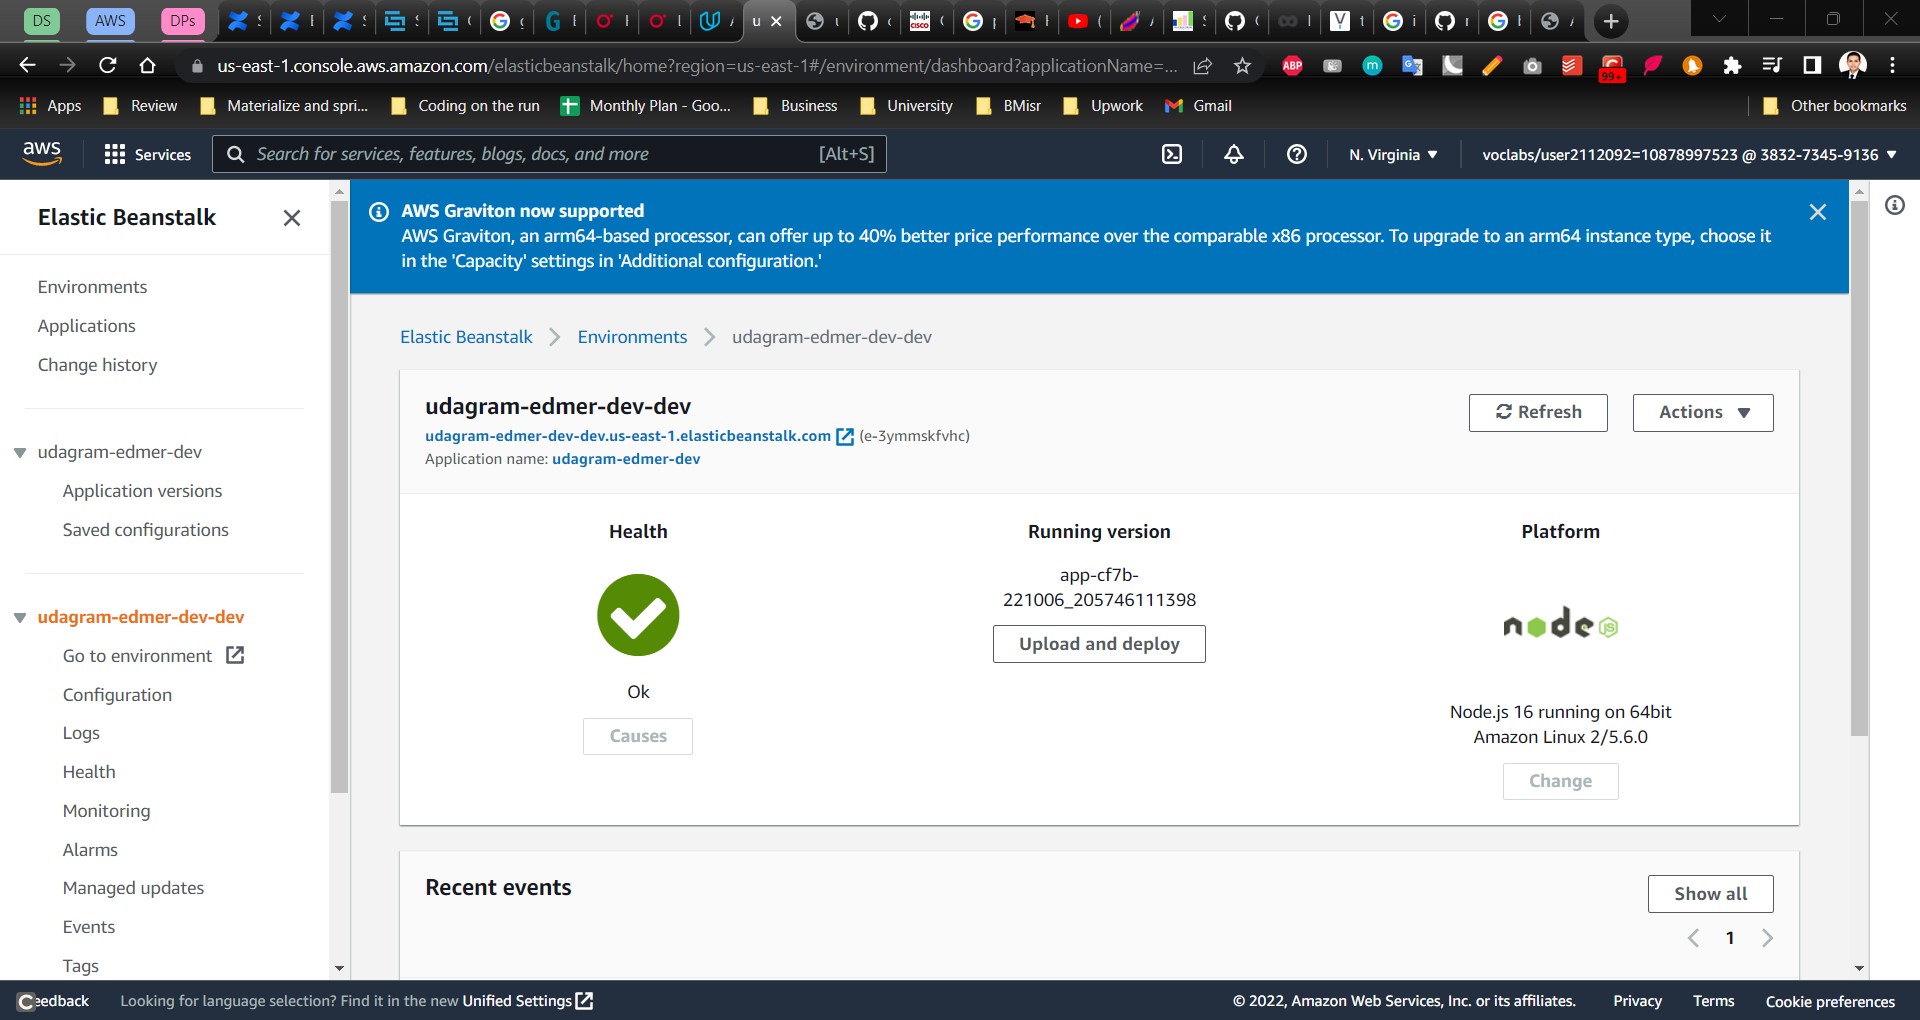 DS
AWS
DPs
us-east-1.console.aws.amazon.com/elasticbeanstalk/home?region=us-east-1#/environment/dashboard?applicationName=...
ABP
99+
Apps
Review
Materialize and spri...
Coding on the run
Monthly Plan - Goo...
Business
University
BMisr
Upwork
Gmail
Other bookmarks
aws
Services
Search for services, features, blogs, docs, and more
[Alt+S]
N. Virginia
voclabs/user2112092=10878997523 @ 3832-7345-9136
Elastic Beanstalk
Environments
Applications
Change history
udagram-edmer-dev
Application versions
Saved configurations
udagram-edmer-dev-dev
Go to environment
Configuration
Logs
Health
Monitoring
Alarms
Managed updates
Events
Tags
AWS Graviton now supported
AWS Graviton, an arm64-based processor, can offer up to 40% better price performance over the comparable x86 processor. To upgrade to an arm64 instance type, choose it
in the 'Capacity' settings in 'Additional configuration.'
Elastic Beanstalk
Environments
udagram-edmer-dev-dev
udagram-edmer-dev-dev
udagram-edmer-dev-dev.us-east-1.elasticbeanstalk.com (e-3ymmskfvhc)
Application name: udagram-edmer-dev
Refresh
Actions
Health
Ok
Causes
Running version
app-cf7b-
221006_205746111398
Upload and deploy
Platform
node JS
Node.js 16 running on 64bit
Amazon Linux 2/5.6.0
Change
Recent events
Show all
1
eedback
Looking for language selection? Find it in the new Unified Settings
© 2022, Amazon Web Services, Inc. or its affiliates.
Privacy
Terms
Cookie preferences